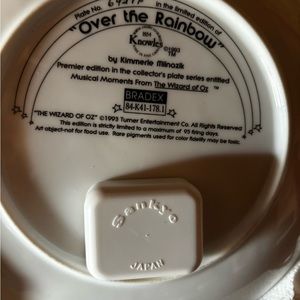 Plate No. 6921P in the limited edition of
"Over the Rainbow"
1854
Knowles
©1993
TM
by Kimmerle Milnazik
Premier edition in the collector's plate series entitled
Musical Moments From The Wizard of Oz ™
BRADEX
84-K41-178.1
"THE WIZARD OF OZ" ©1993 Turner Entertainment Co. All Rights Reserved
This edition is strictly limited to a maximum of 95 firing days.
Art object-not for food use. Rare pigments used for color fidelity may be toxic.
Sankyo
JAPAN